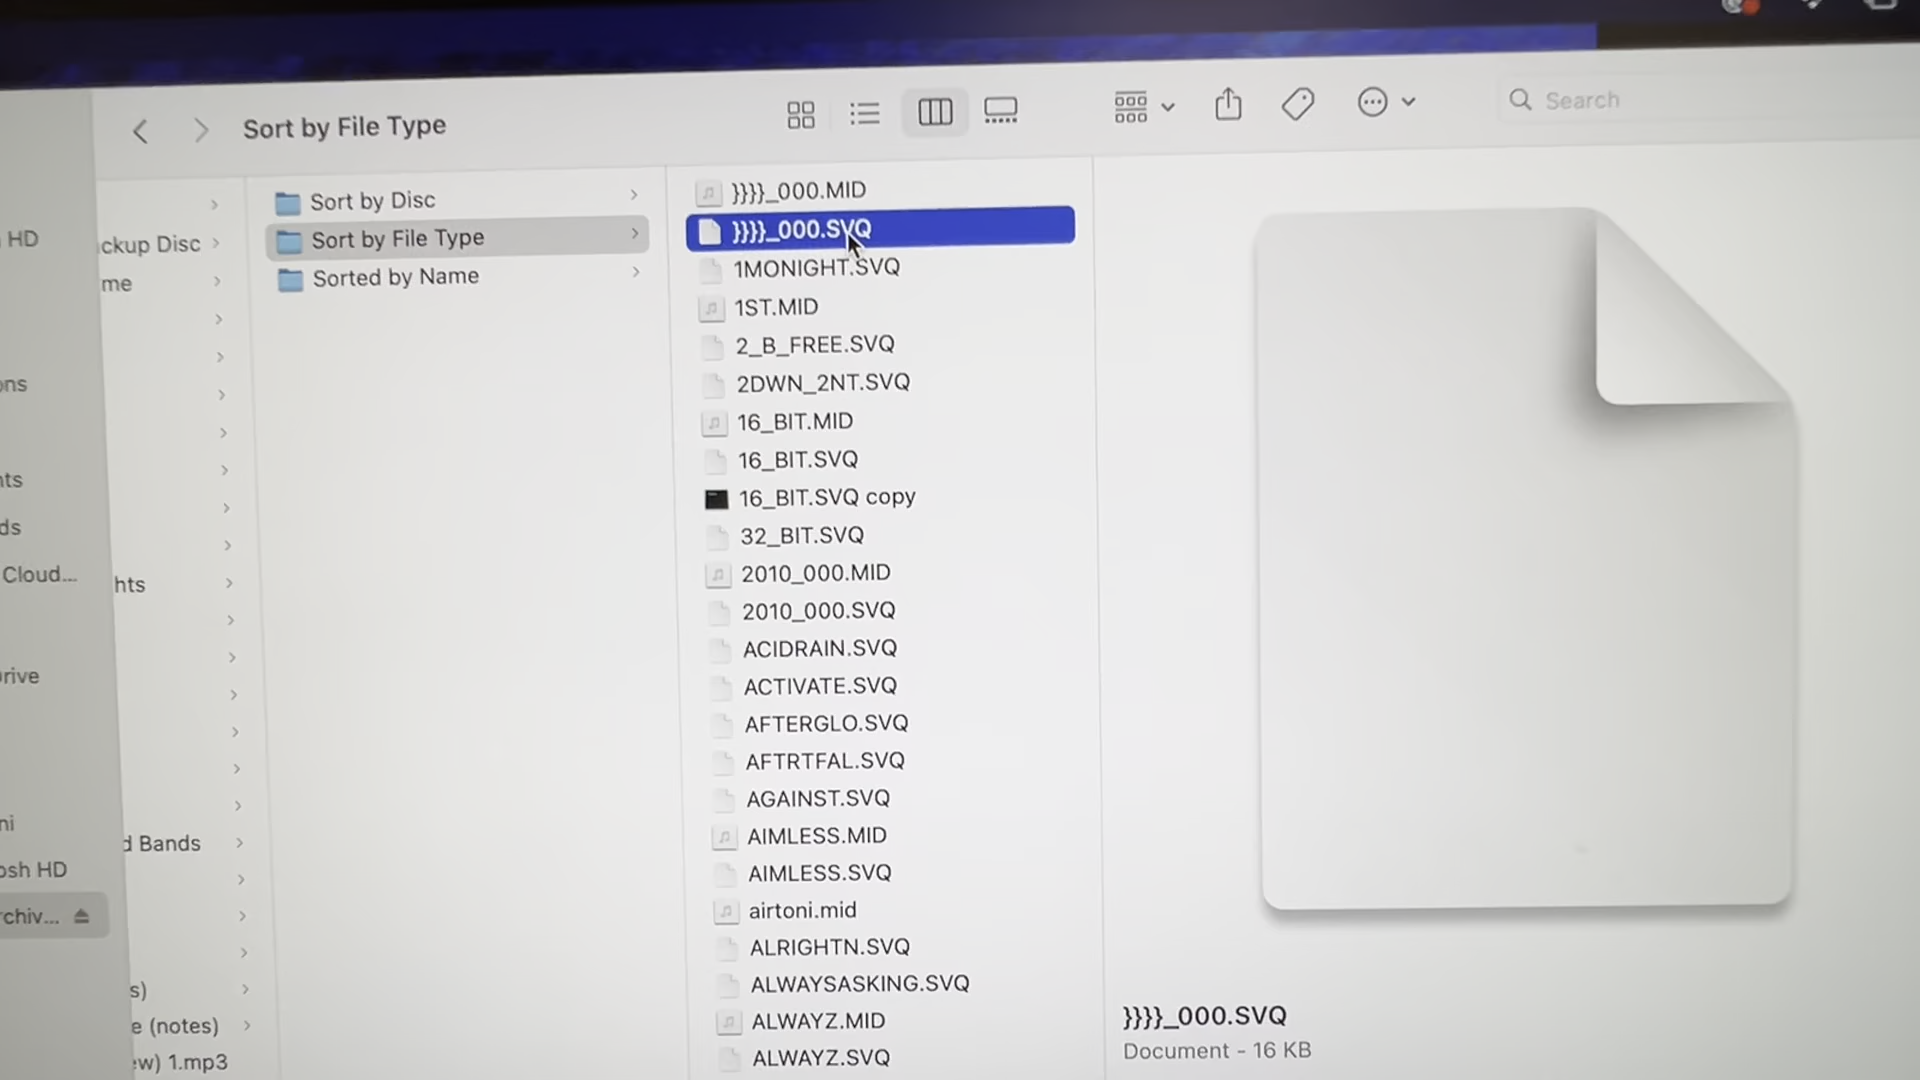 Sort by File Type
Search
HD
ckup Disc
me
ons
nts
ds
Cloud...
hts
rive
ni
d Bands
osh HD
rchiv...
s)
e (notes)
ew) 1.mp3
Sort by Disc
Sort by File Type
Sorted by Name
}}}}_000.MID
}}}}_000.SVQ
1MONIGHT.SVQ
1ST.MID
2_B_FREE.SVQ
2DWN_2NT.SVQ
16_BIT.MID
16_BIT.SVQ
16_BIT.SVQ copy
32_BIT.SVQ
2010_000.MID
2010_000.SVQ
ACIDRAIN.SVQ
ACTIVATE.SVQ
AFTERGLO.SVQ
AFTRTFAL.SVQ
AGAINST.SVQ
AIMLESS.MID
AIMLESS.SVQ
airtoni.mid
ALRIGHTN.SVQ
ALWAYSASKING.SVQ
ALWAYZ.MID
ALWAYZ.SVQ
}}}}_000.SVQ
Document - 16 KB